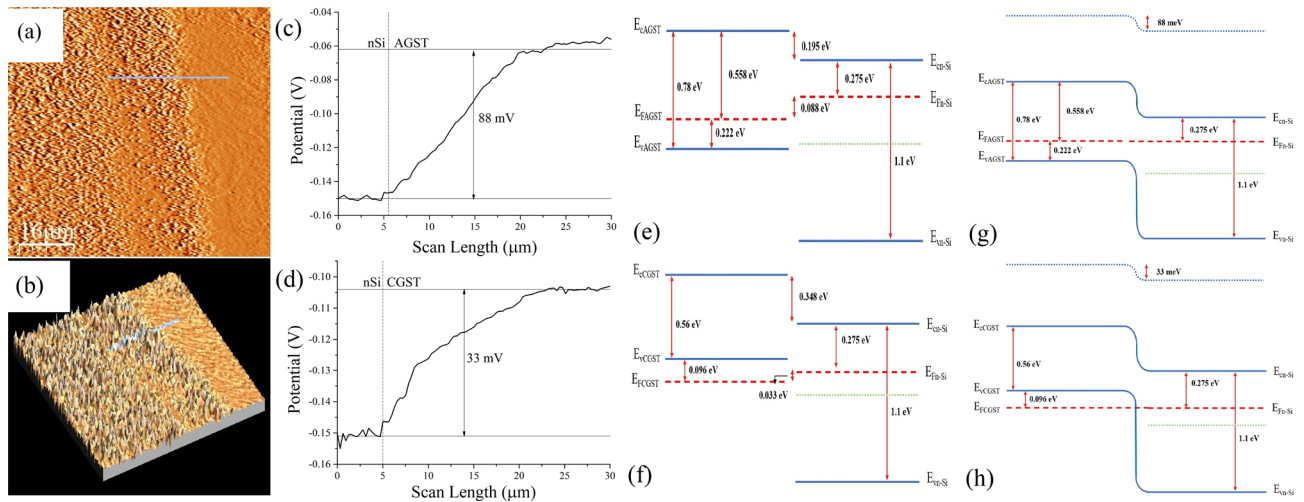 (a)
16μm
(b)
(c)
Potential (V)
-0.04
-0.06
-0.08
-0.10
-0.12
-0.14
-0.16
nSi AGST
88 mV
0 5 10 15 20 25 30
Scan Length (μm)
(d)
Potential (V)
-0.10
-0.11
-0.12
-0.13
-0.14
-0.15
-0.16
nSi CGST
33 mV
0 5 10 15 20 25 30
Scan Length (μm)
(e)
EcAGST
0.195 eV
Ecn-Si
0.78 eV
0.558 eV
0.275 eV
EFn-Si
0.088 eV
EFAGST
0.222 eV
EvAGST
1.1 eV
Evn-Si
(f)
EcCGST
0.348 eV
0.56 eV
Ecn-Si
0.275 eV
EvCGST
0.096 eV
EFn-Si
EFCGST
0.033 eV
1.1 eV
Evn-Si
(g)
88 meV
EcAGST
0.78 eV
0.558 eV
Ecn-Si
0.275 eV
EFAGST
EFn-Si
0.222 eV
EvAGST
1.1 eV
Evn-Si
(h)
33 meV
EcCGST
0.56 eV
Ecn-Si
0.275 eV
EvCGST
0.096 eV
EFCGST
EFn-Si
1.1 eV
Evn-Si